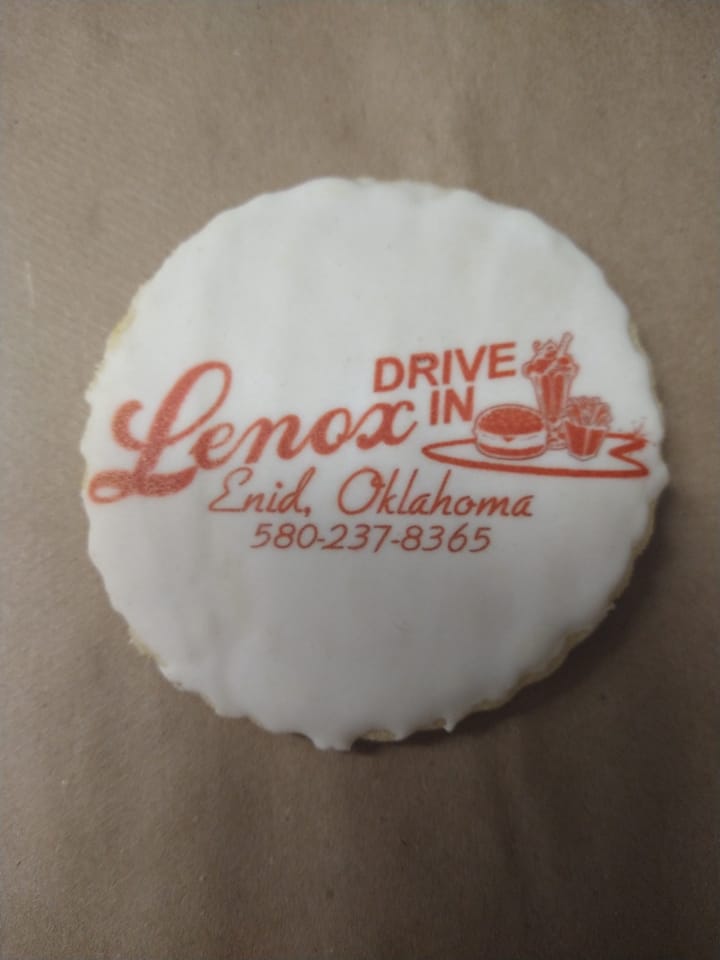 Lenox DRIVE IN
Enid, Oklahoma
580-237-8365